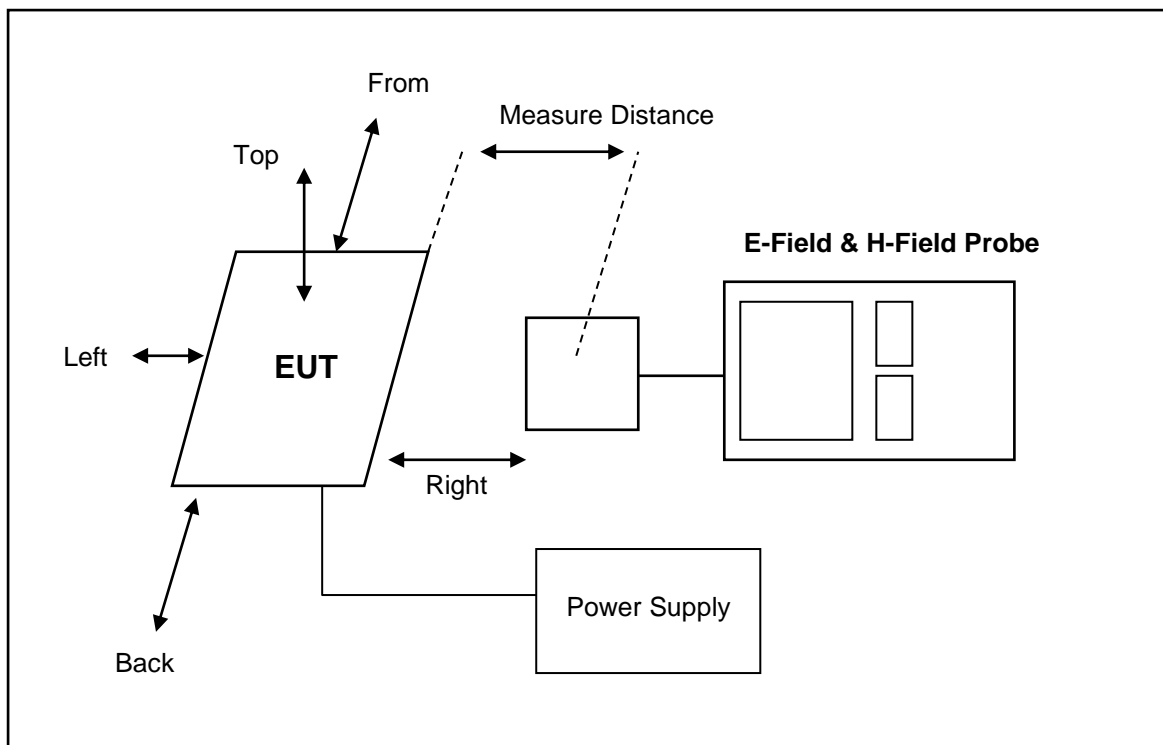 From
Measure Distance
Top
E-Field & H-Field Probe
Left
EUT
Right
Power Supply
Back